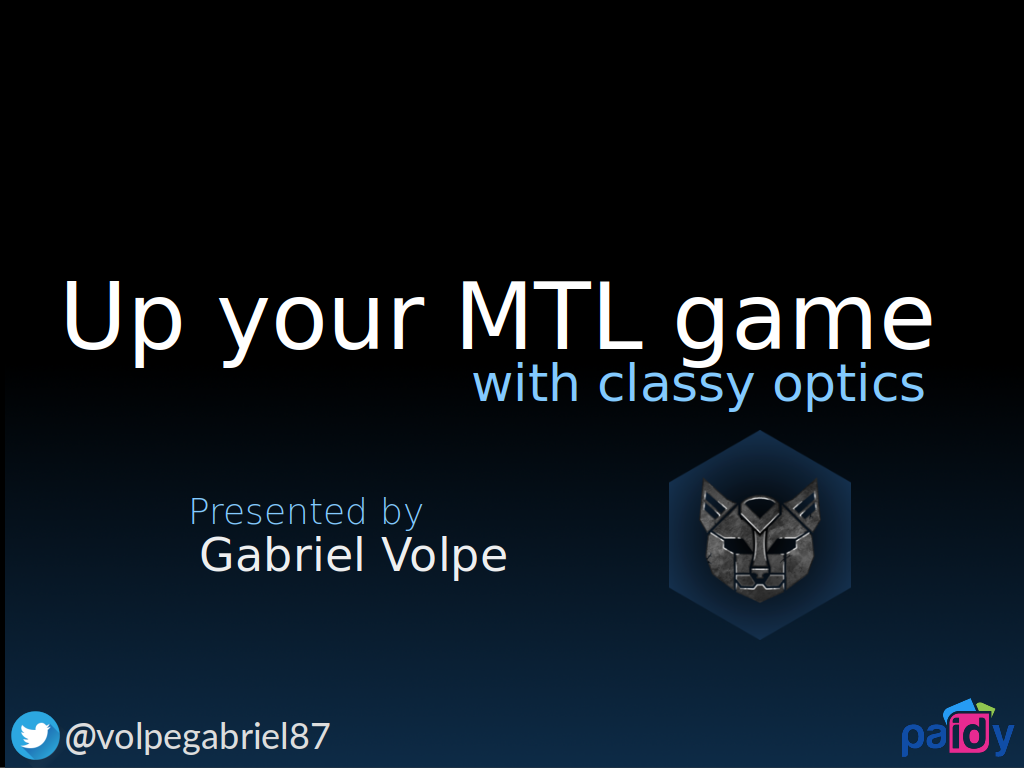 Up your MTL game
with classy optics
Presented by
Gabriel Volpe
@volpegabriel87
paidy